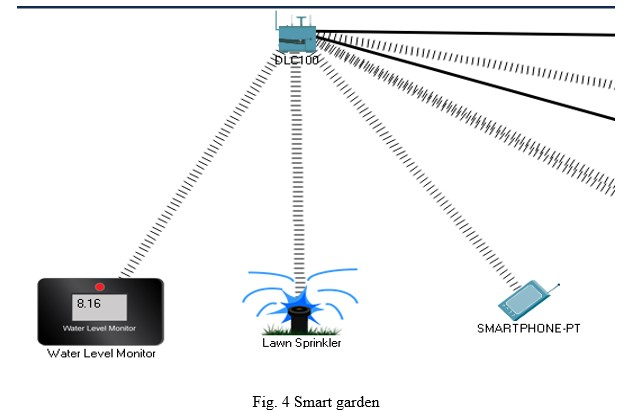 DLC100
8.16
Water Level Monitor
Water Level Monitor
Lawn Sprinkler
SMARTPHONE-PT
Fig. 4 Smart garden